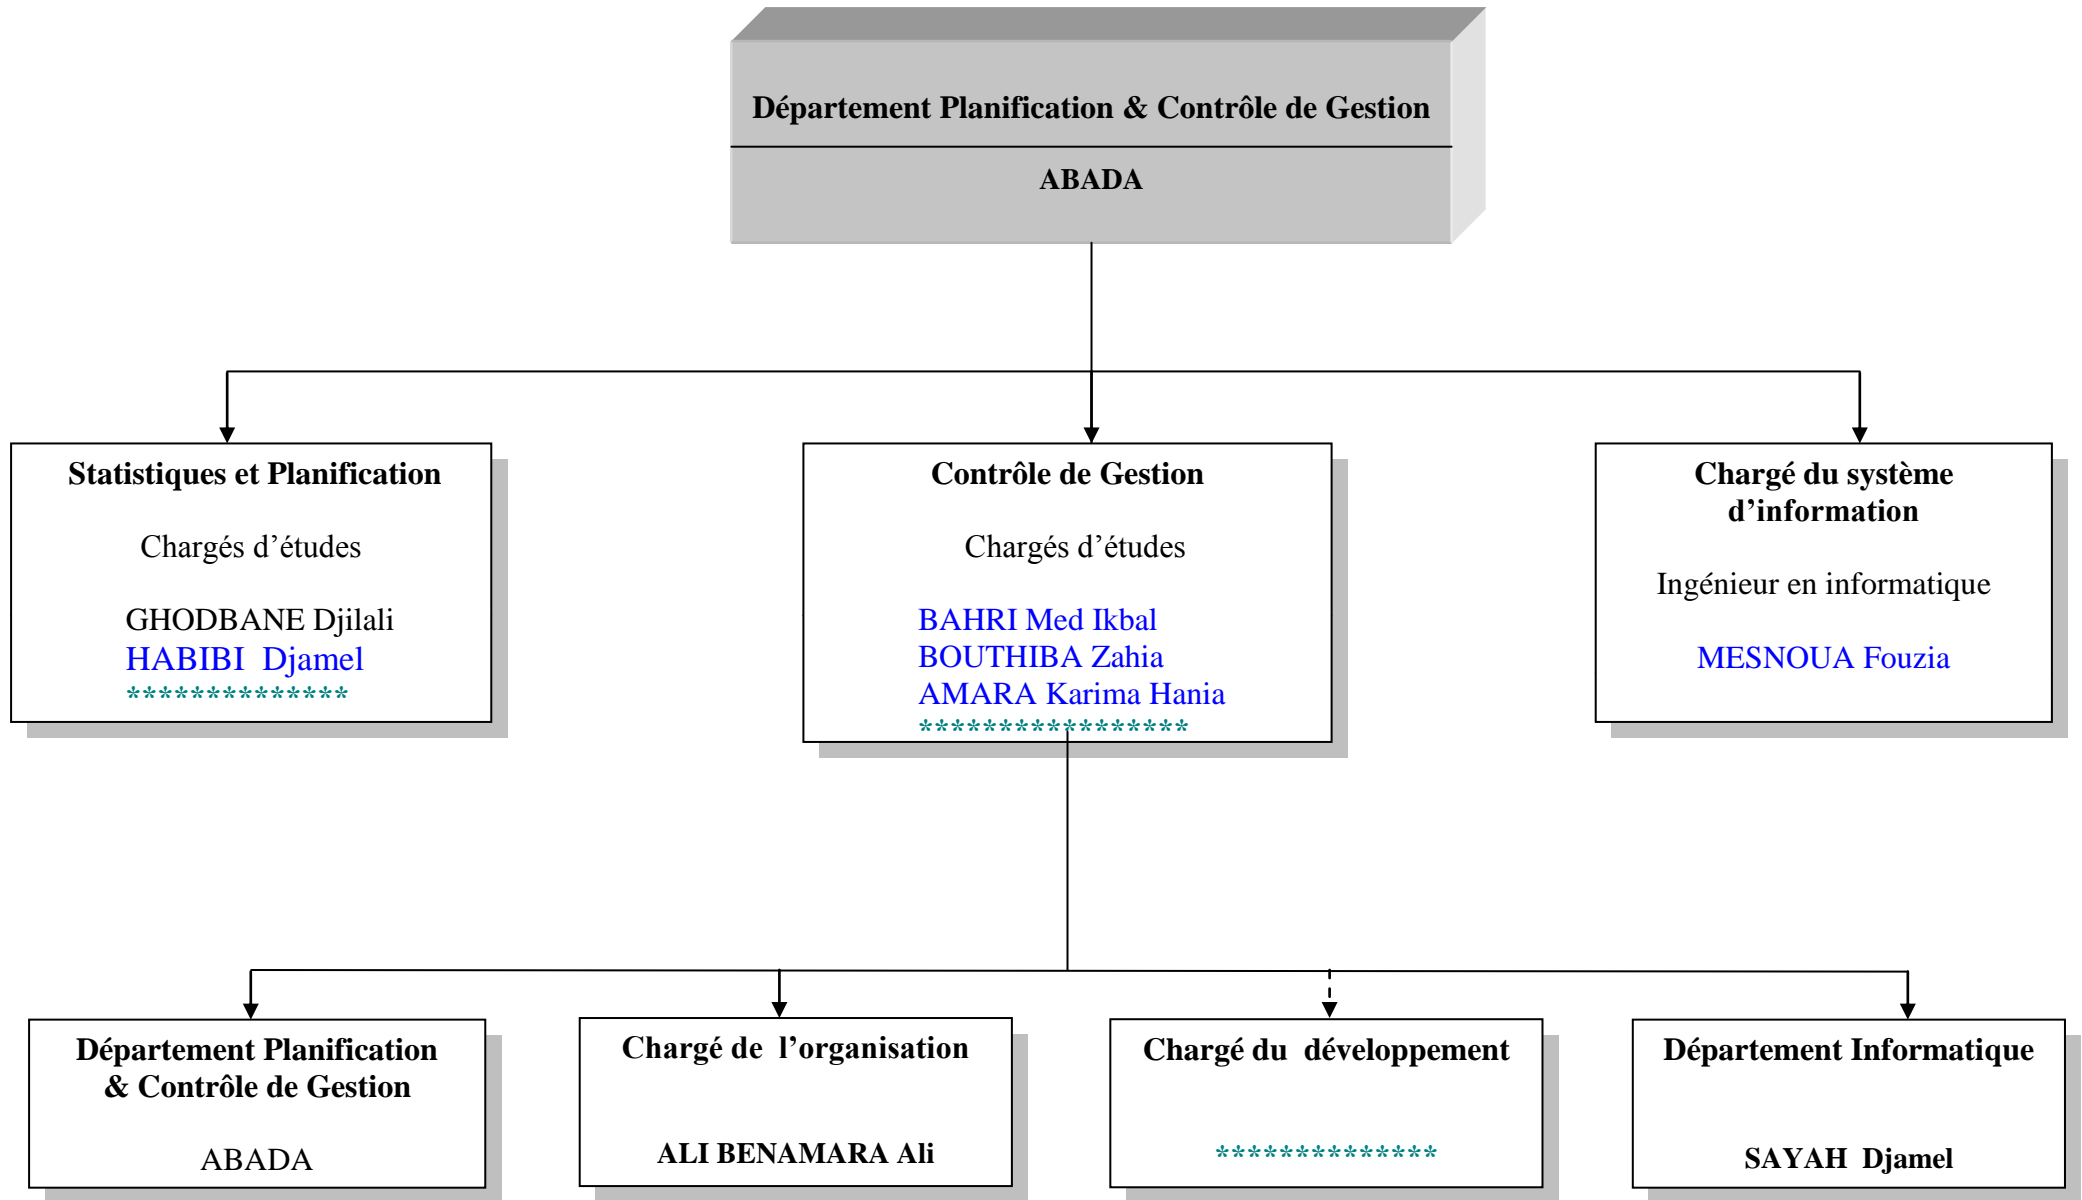 Département Planification & Contrôle de Gestion
ABADA
Statistiques et Planification
Chargés d’études
GHODBANE Djilali
HABIBI  Djamel
**************
Contrôle de Gestion
Chargés d’études
BAHRI Med Ikbal
BOUTHIBA Zahia
AMARA Karima Hania
*****************
Chargé du système
d’information
Ingénieur en informatique
MESNOUA Fouzia
Département Planification
& Contrôle de Gestion
ABADA
Chargé de  l’organisation
ALI BENAMARA Ali
Chargé du  développement
**************
Département Informatique
SAYAH  Djamel